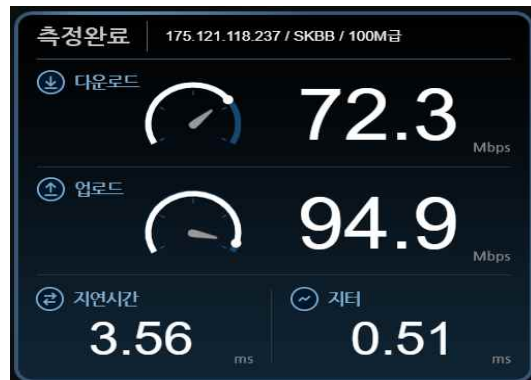 측정완료 175.121.118.237 / SKBB / 100M급
다운로드
72.3
Mbps
업로드
94.9
Mbps
지연시간
3.56
ms
지터
0.51
ms